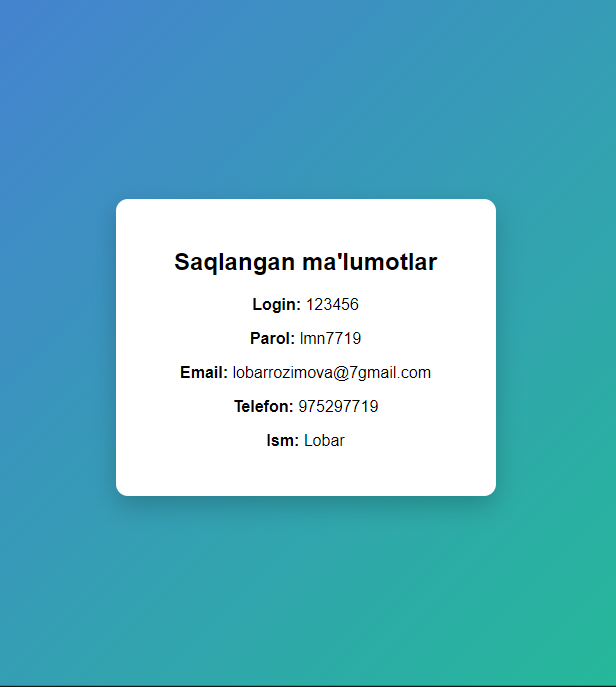 Saqlangan ma'lumotlar
Login: 123456
Parol: lmn7719
Email: lobarrozimova@7gmail.com
Telefon: 975297719
Ism: Lobar